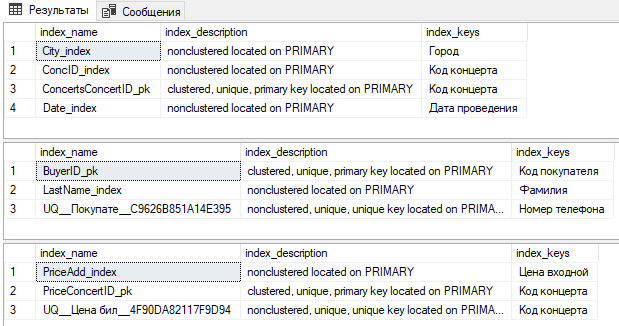 Результаты Сообщения
index_name index_description index_keys
1 City_index nonclustered located on PRIMARY Город
2 ConcID_index nonclustered located on PRIMARY Код концерта
3 ConcertsConcertID_pk clustered, unique, primary key located on PRIMARY Код концерта
4 Date_index nonclustered located on PRIMARY Дата проведения
index_name index_description index_keys
1 BuyerID_pk clustered, unique, primary key located on PRIMARY Код покупателя
2 LastName_index nonclustered located on PRIMARY Фамилия
3 UQ__Покупате__C9626B851A14E395 nonclustered, unique, unique key located on PRIMA... Номер телефона
index_name index_description index_keys
1 PriceAdd_index nonclustered located on PRIMARY Цена входной
2 PriceConcertID_pk clustered, unique, primary key located on PRIMARY Код концерта
3 UQ__Цена бил__4F90DA82117F9D94 nonclustered, unique, unique key located on PRIMA... Код концерта